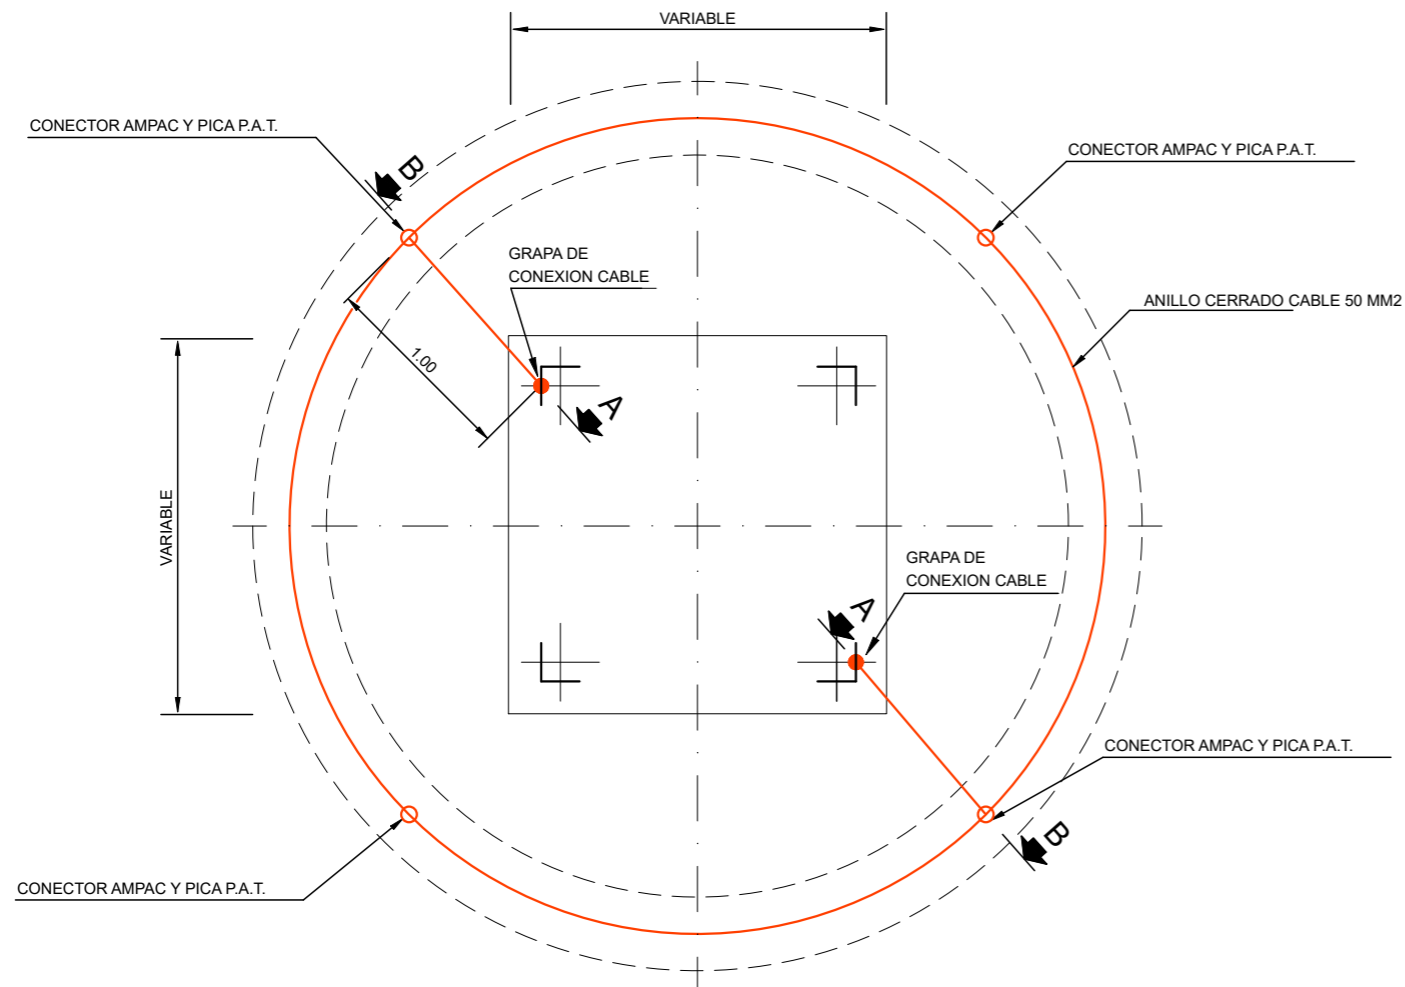 VARIABLE
CONECTOR AMPAC Y PICA P.A.T.
B
CONECTOR AMPAC Y PICA P.A.T.
GRAPA DE
CONEXION CABLE
ANILLO CERRADO CABLE 50 MM2
1.00
A
VARIABLE
GRAPA DE
CONEXION CABLE
A
CONECTOR AMPAC Y PICA P.A.T.
B
CONECTOR AMPAC Y PICA P.A.T.